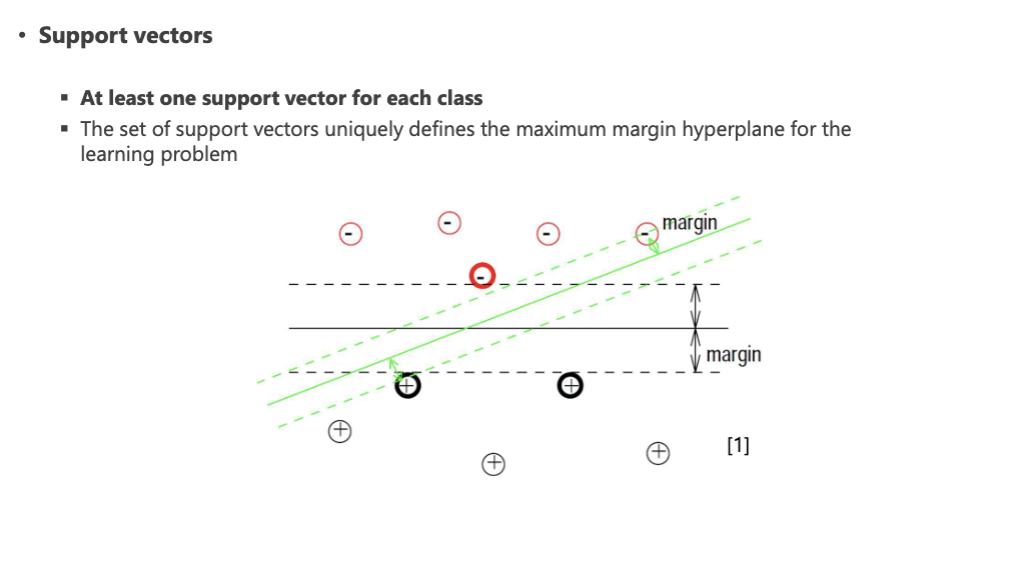 • Support vectors
▪ At least one support vector for each class
▪ The set of support vectors uniquely defines the maximum margin hyperplane for the
learning problem
- - - - margin
-
margin
+ +
+ + + [1]